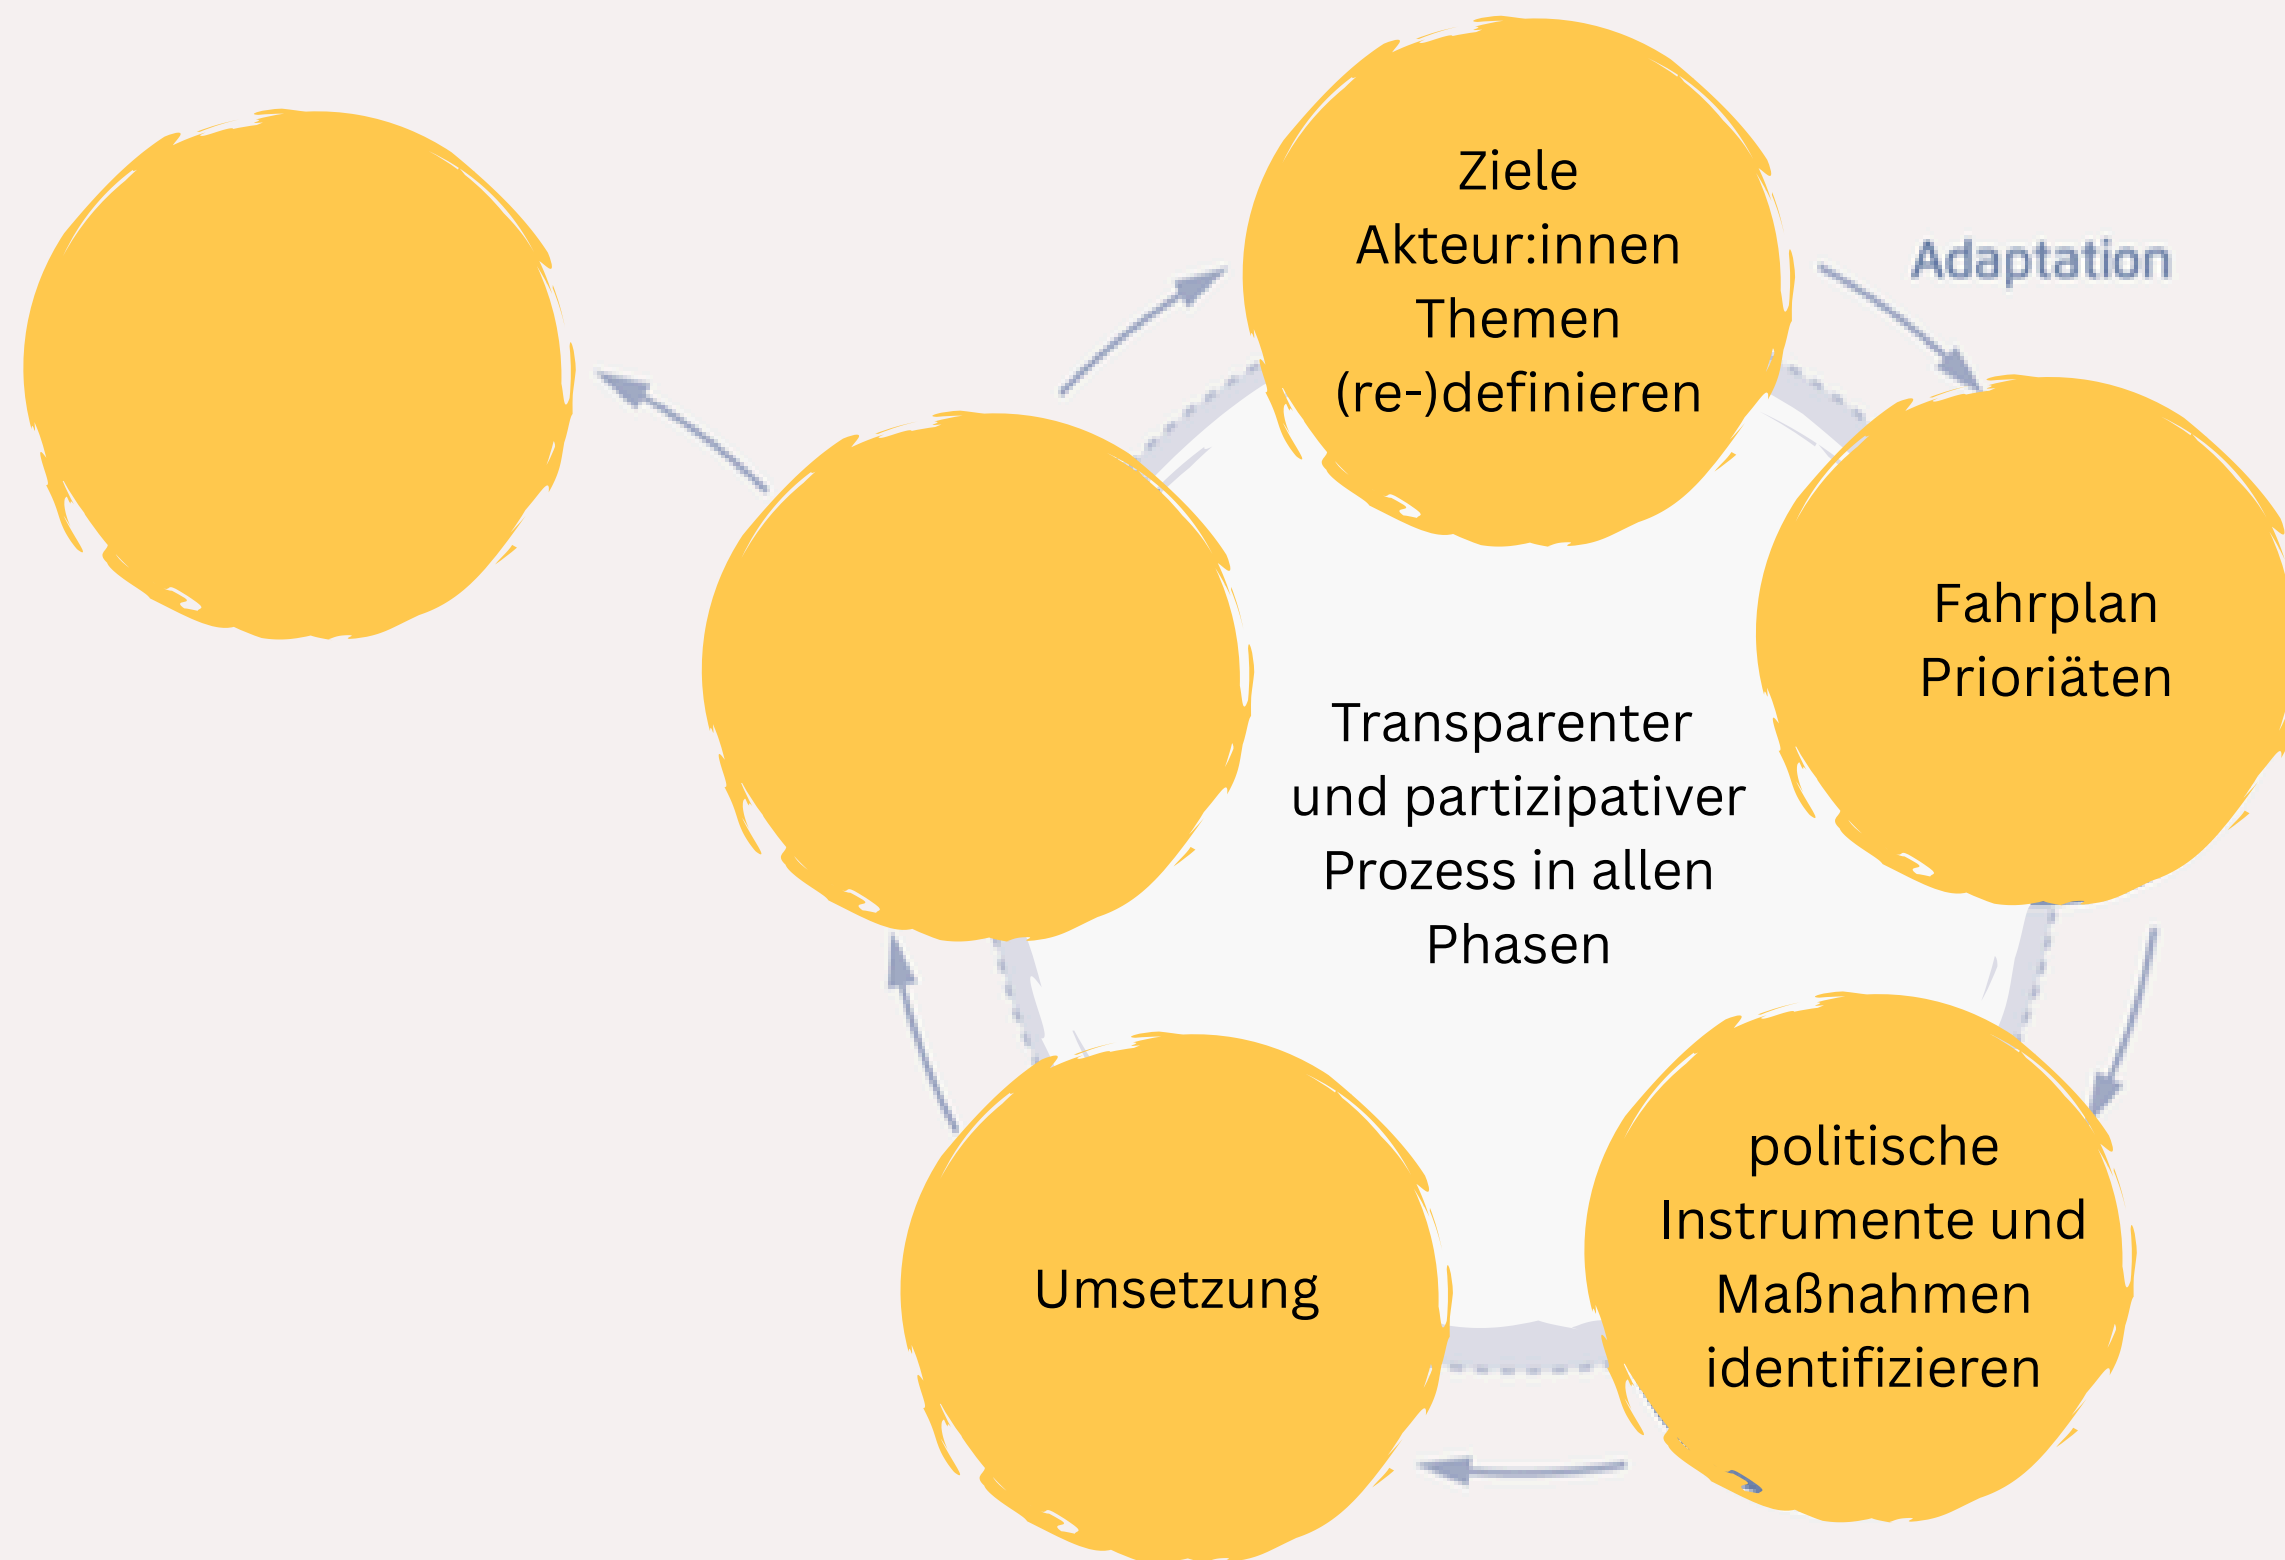 Ziele
Akteur:innen
Themen
(re-)definieren
Adaptation
Fahrplan
Prioriäten
Transparenter
und partizipativer
Prozess in allen
Phasen
politische
Instrumente und
Maßnahmen
identifizieren
Umsetzung